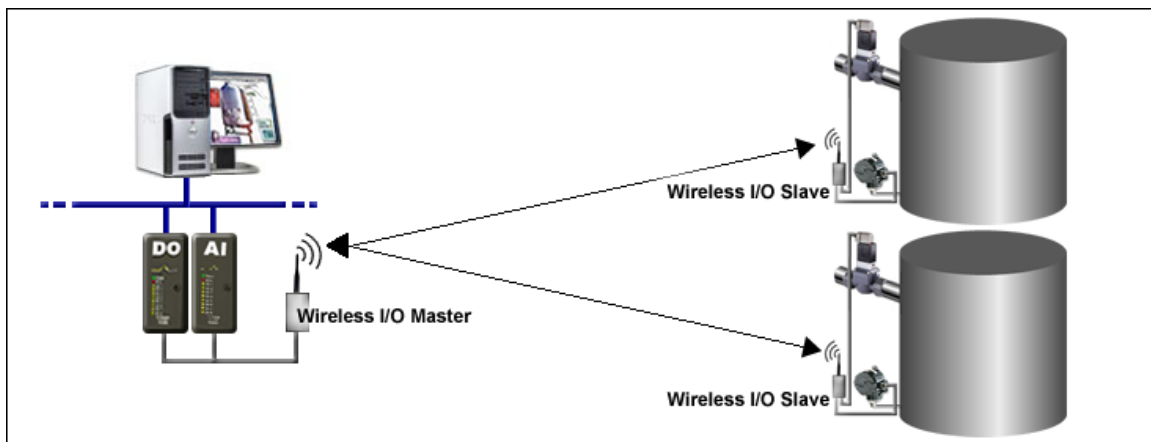 DO
AI
Wireless I/O Master
Wireless I/O Slave
Wireless I/O Slave